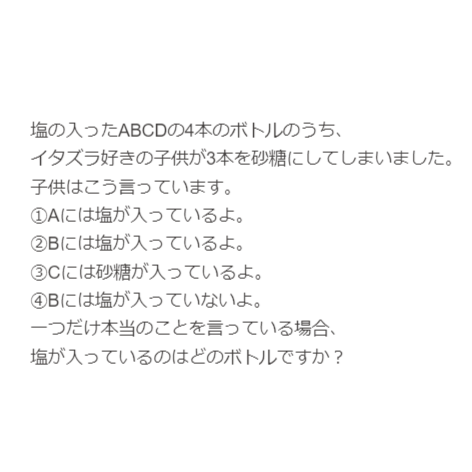 塩の入ったABCDの4本のボトルのうち、
イタズラ好きの子供が3本を砂糖にしてしまいました。
子供はこう言っています。
①Aには塩が入っているよ。
②Bには塩が入っているよ。
③Cには砂糖が入っているよ。
④Bには塩が入っていないよ。
一つだけ本当のことを言っている場合、
塩が入っているのはどのボトルですか？